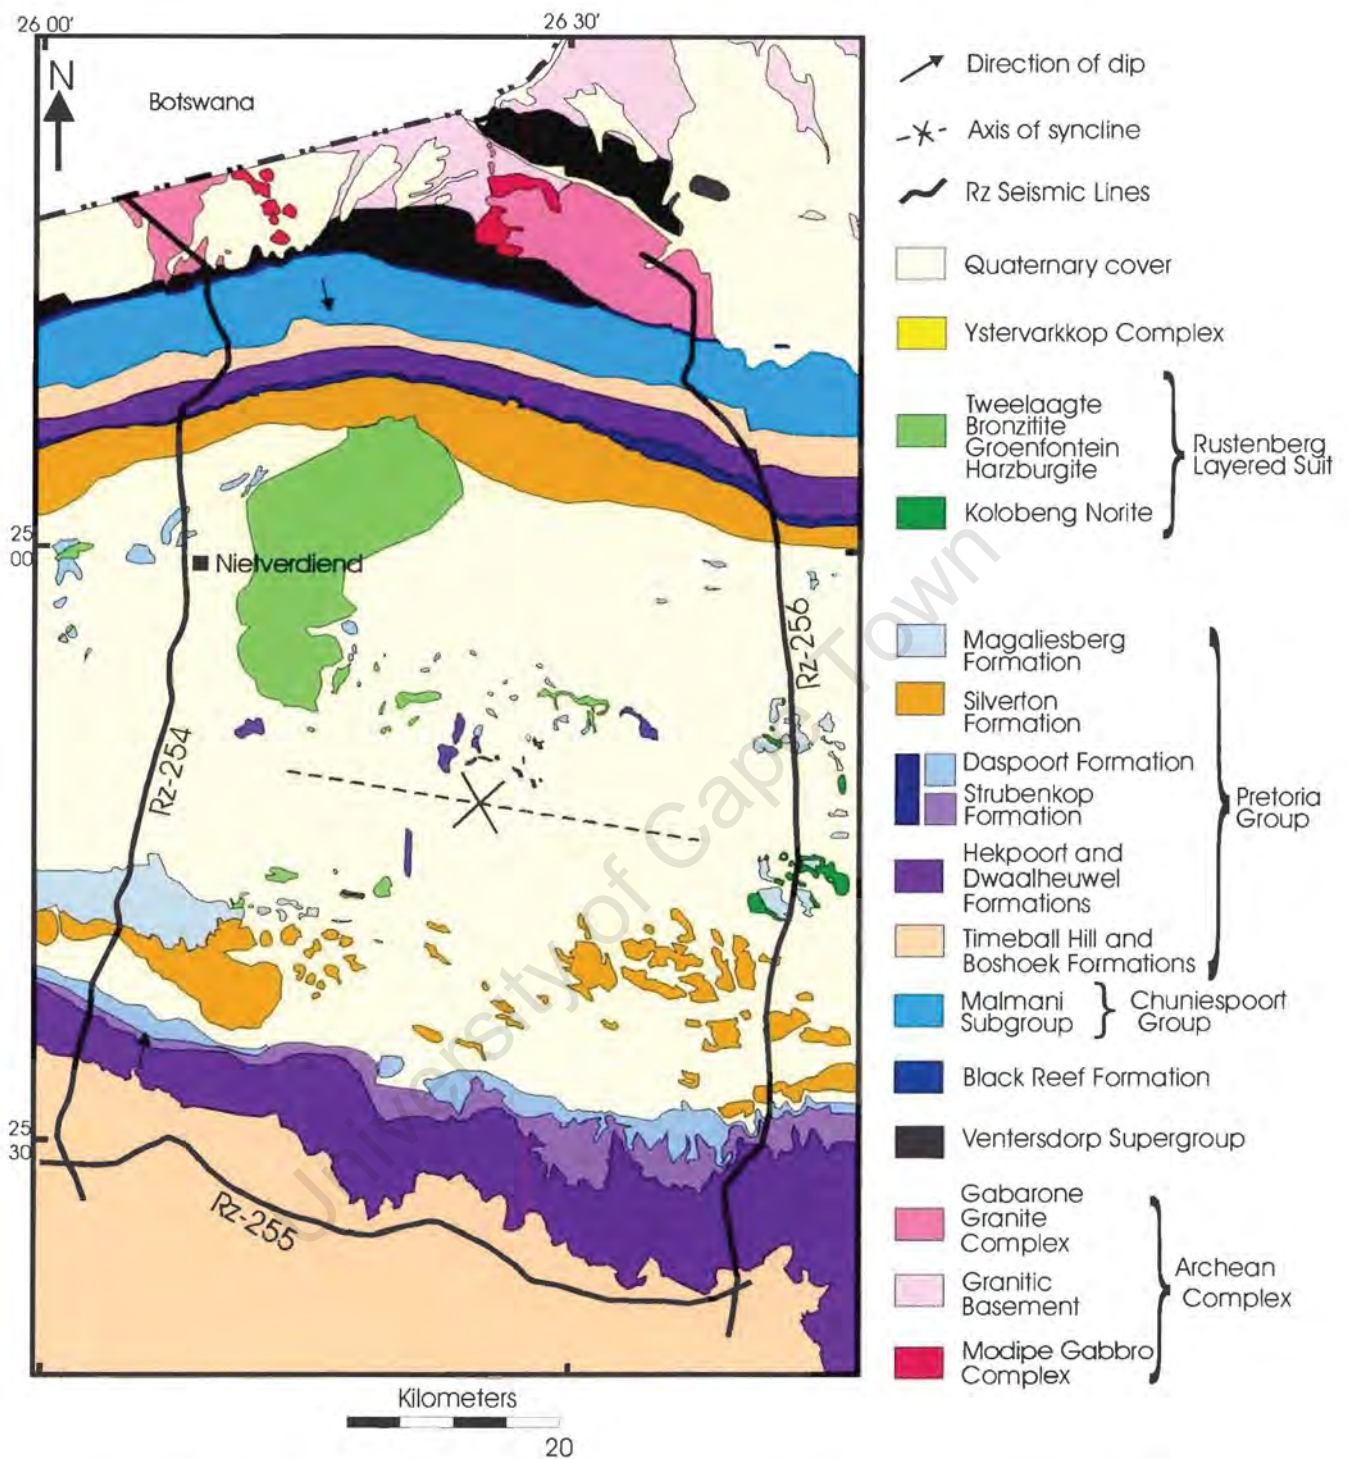 26 00'
26 30'
N
Botswana
25
00
Nietverdiend
Rz-256
Rz-254
25
30
Rz-255
Kilometers
20
Direction of dip
Axis of syncline
Rz Seismic Lines
Quaternary cover
Ystervarkkop Complex
Tweelaagte
Bronzitite
Groenfontein
Harzburgite
Rustenberg
Layered Suit
Kolobeng Norite
Magaliesberg
Formation
Silverton
Formation
Daspoort Formation
Strubenkop
Formation
Pretoria
Group
Hekpoort and
Dwaalheuwel
Formations
Timeball Hill and
Boshoek Formations
Malmani
Subgroup
Chuniespoort
Group
Black Reef Formation
Ventersdorp Supergroup
Gabarone
Granite
Complex
Granitic
Basement
Archean
Complex
Modipe Gabbro
Complex
University of Cape Town